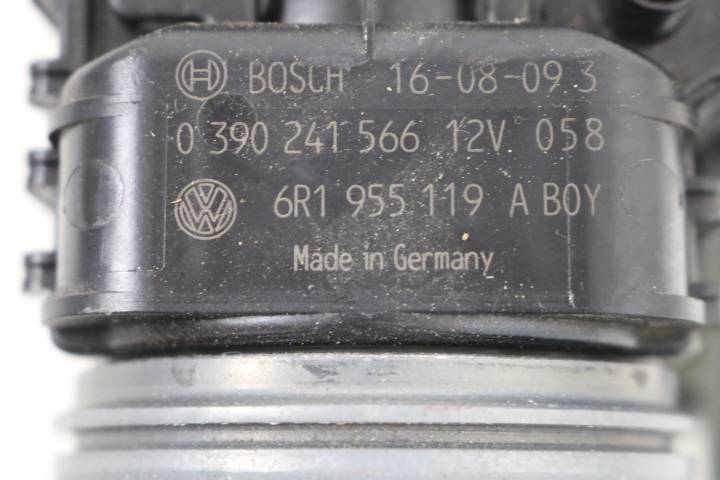 BOSCH 16-08-09 3
0 390 241 566 12V 058
6R1 955 119 A BOY
Made in Germany